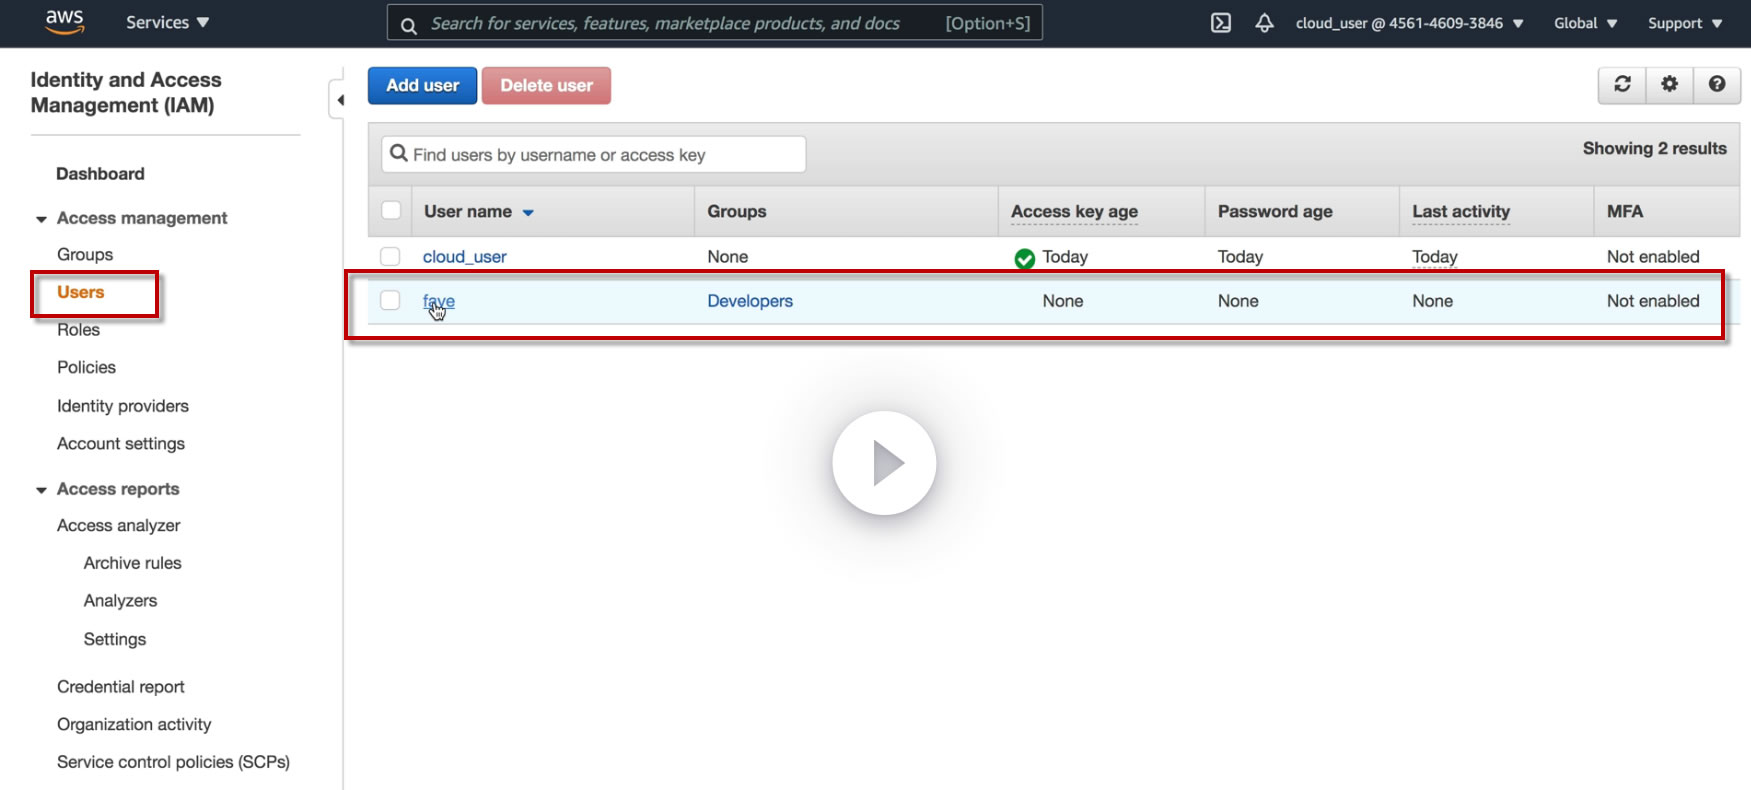 aws Services Search for services, features, marketplace products, and docs [Option+S] cloud_user @ 4561-4609-3846 Global Support
Identity and Access
Management (IAM)
Dashboard
Access management
Groups
Users
Roles
Policies
Identity providers
Account settings
Access reports
Access analyzer
Archive rules
Analyzers
Settings
Credential report
Organization activity
Service control policies (SCPs)
Add user Delete user
Find users by username or access key Showing 2 results
User name Groups Access key age Password age Last activity MFA
cloud_user None Today Today Today Not enabled
faye Developers None None None Not enabled